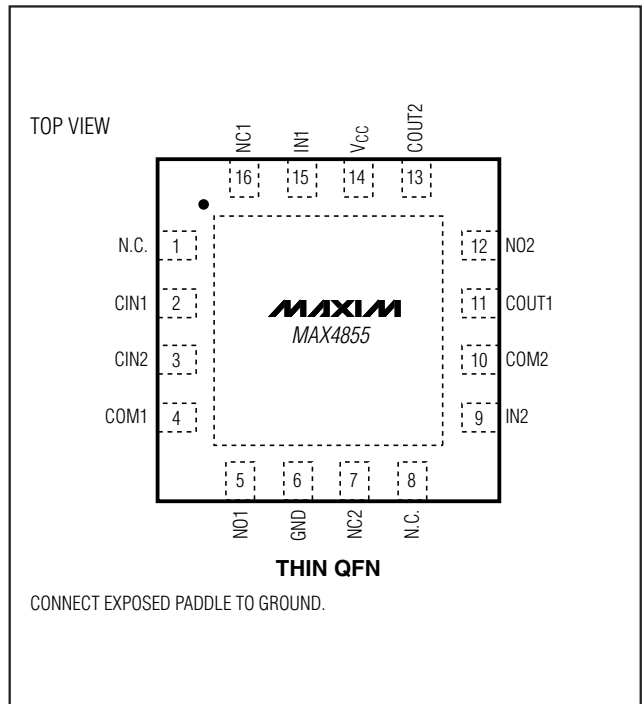 TOP VIEW
NC1 IN1 VCC COUT2
16 15 14 13
N.C. 1 12 NO2
CIN1 2 11 COUT1
MAXIM
MAX4855
CIN2 3 10 COM2
COM1 4 9 IN2
5 6 7 8
NO1 GND NC2 N.C.
THIN QFN
CONNECT EXPOSED PADDLE TO GROUND.